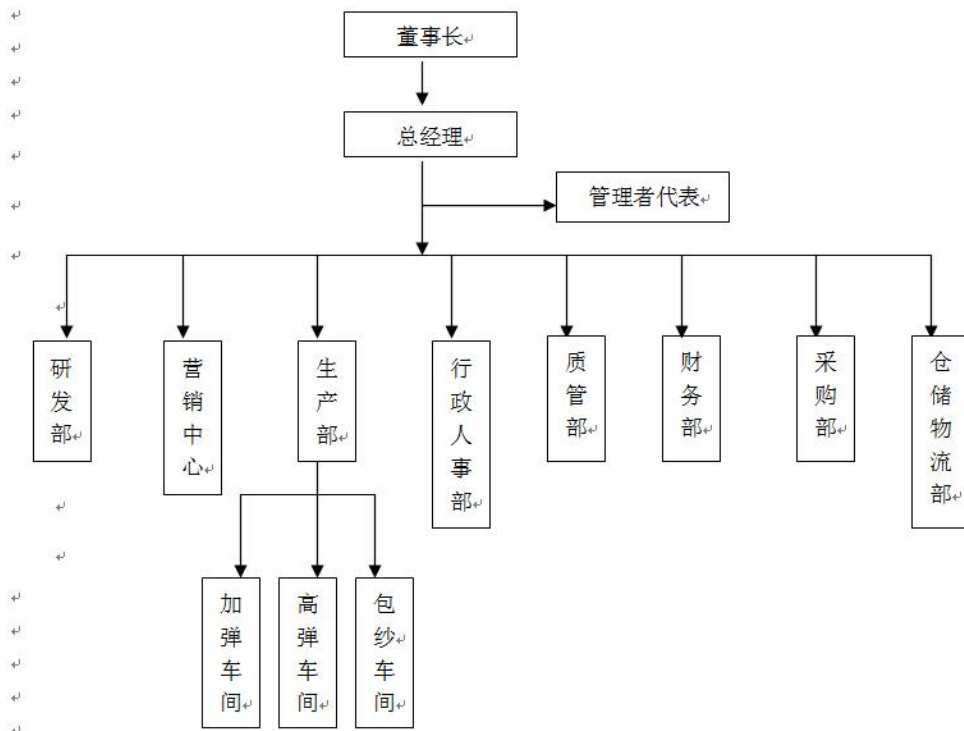 董事长
总经理
管理者代表
研发部
营销中心
生产部
行政人事部
质管部
财务部
采购部
仓储物流部
加弹车间
高弹车间
包纱车间